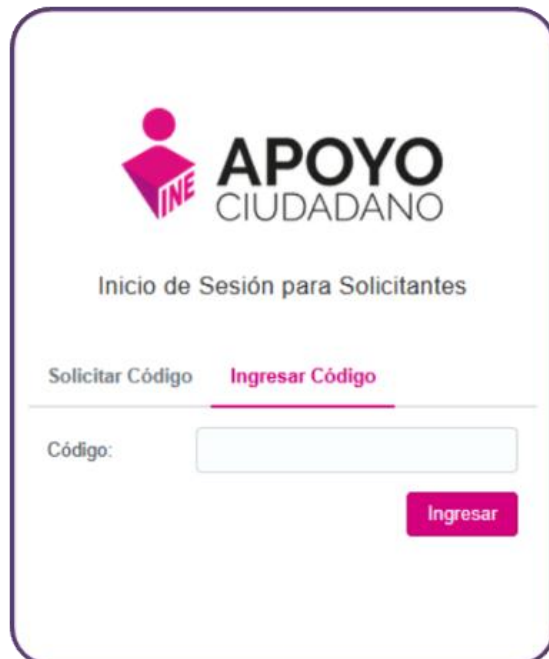 INE
APOYO
CIUDADANO
Inicio de Sesión para Solicitantes
Solicitar Código Ingresar Código
Código:
Ingresar